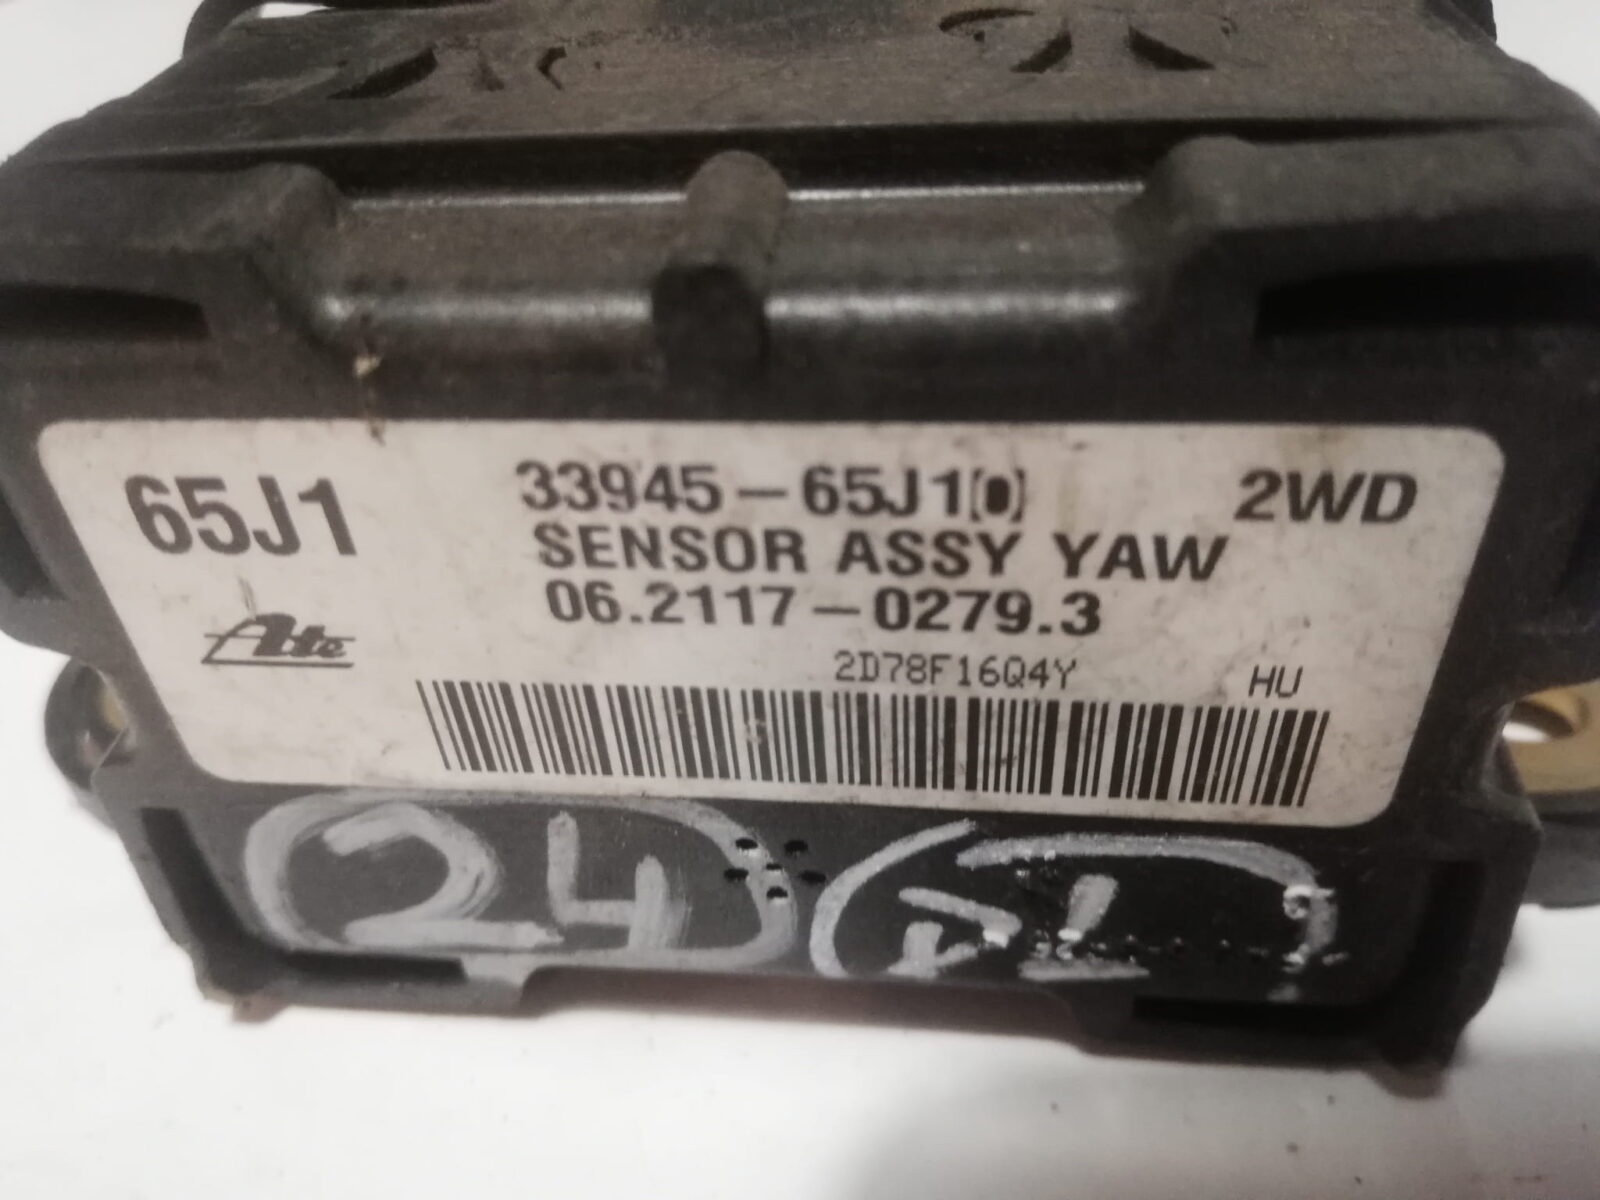 65J1
33945-65J1(0)
2WD
SENSOR ASSY YAW
06.2117-0279.3
Ate
2D78F16Q4Y
HU
24